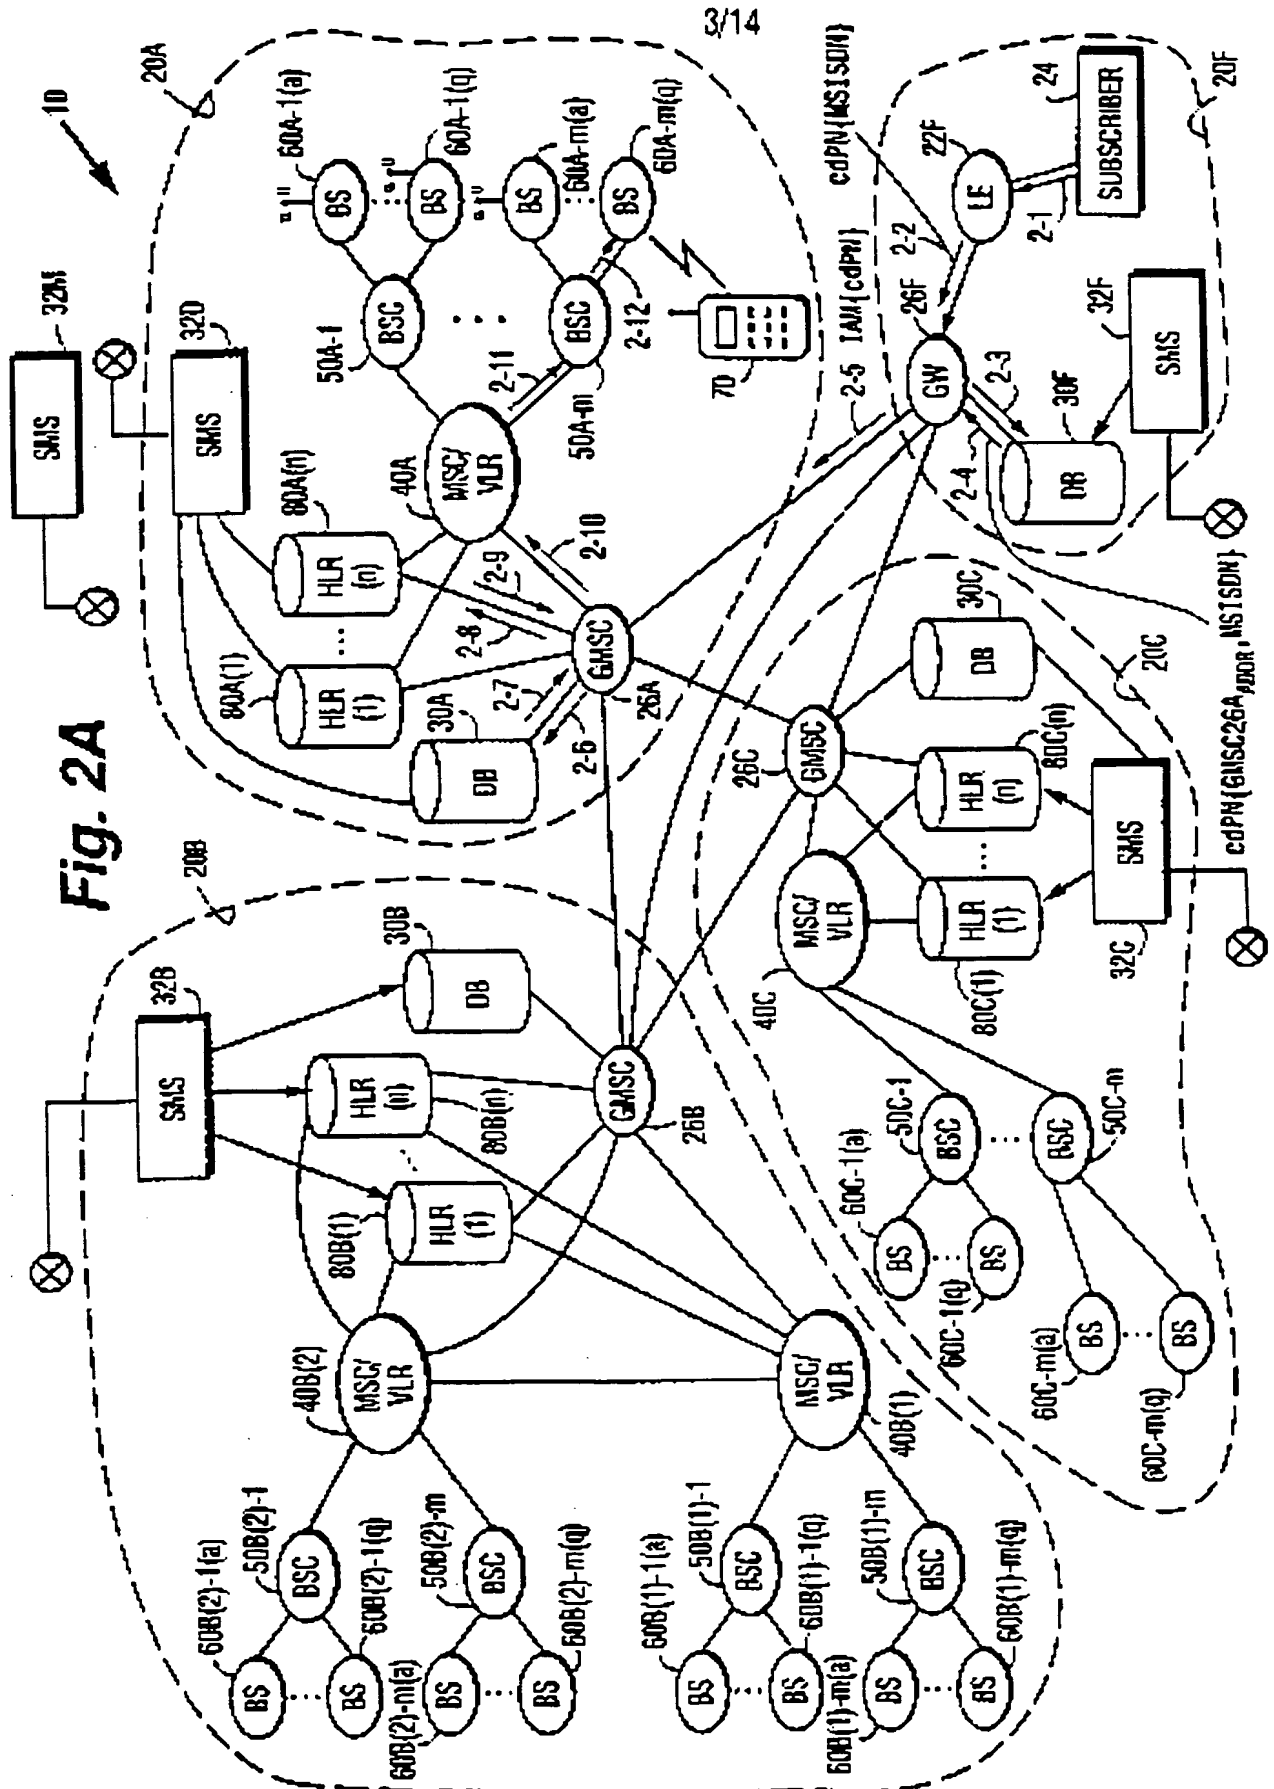 3/14
Fig. 2A
10
SMS
32M
20A
SMS
32D
80A(n)
HLR
(n)
...
80A(1)
HLR
(1)
30A
DB
2-6
2-7
2-8
2-9
2-10
GMSC
26A
40A
MSC/
VLR
2-11
50A-1
BSC
50A-m
BSC
2-12
60A-1(a)
BS
60A-1(q)
BS
60A-m(a)
BS
60A-m(q)
BS
70
20B
SMS
32B
30B
DB
HLR
(n)
80B(n)
80B(1)
HLR
(1)
GMSC
26B
40B(2)
MSC/
VLR
MSC/
VLR
40B(1)
60B(2)-1(a)
BS
50B(2)-1
BSC
60B(2)-1(q)
BS
50B(2)-m
BSC
60B(2)-m(a)
BS
60B(2)-m(q)
BS
60B(1)-1(a)
BS
50B(1)-1
BSC
60B(1)-1(q)
BS
50B(1)-m
BSC
60B(1)-m(a)
BS
60B(1)-m(q)
BS
26C
GMSC
30C
DB
20C
40C
MSC/
VLR
80C(n)
HLR
(n)
...
HLR
(1)
80C(1)
SMS
32C
50C-1
BSC
50C-m
BSC
60C-1(a)
BS
60C-1(q)
BS
60C-m(a)
BS
60C-m(q)
BS
cdPN{GMSC26A ADDR, MSISDN}
2-5 IAM{cdPN}
cdPN{MSISDN}
2-2
26F
GW
22F
LE
2-1
24
SUBSCRIBER
20F
2-3
2-4
30F
DB
32F
SMS